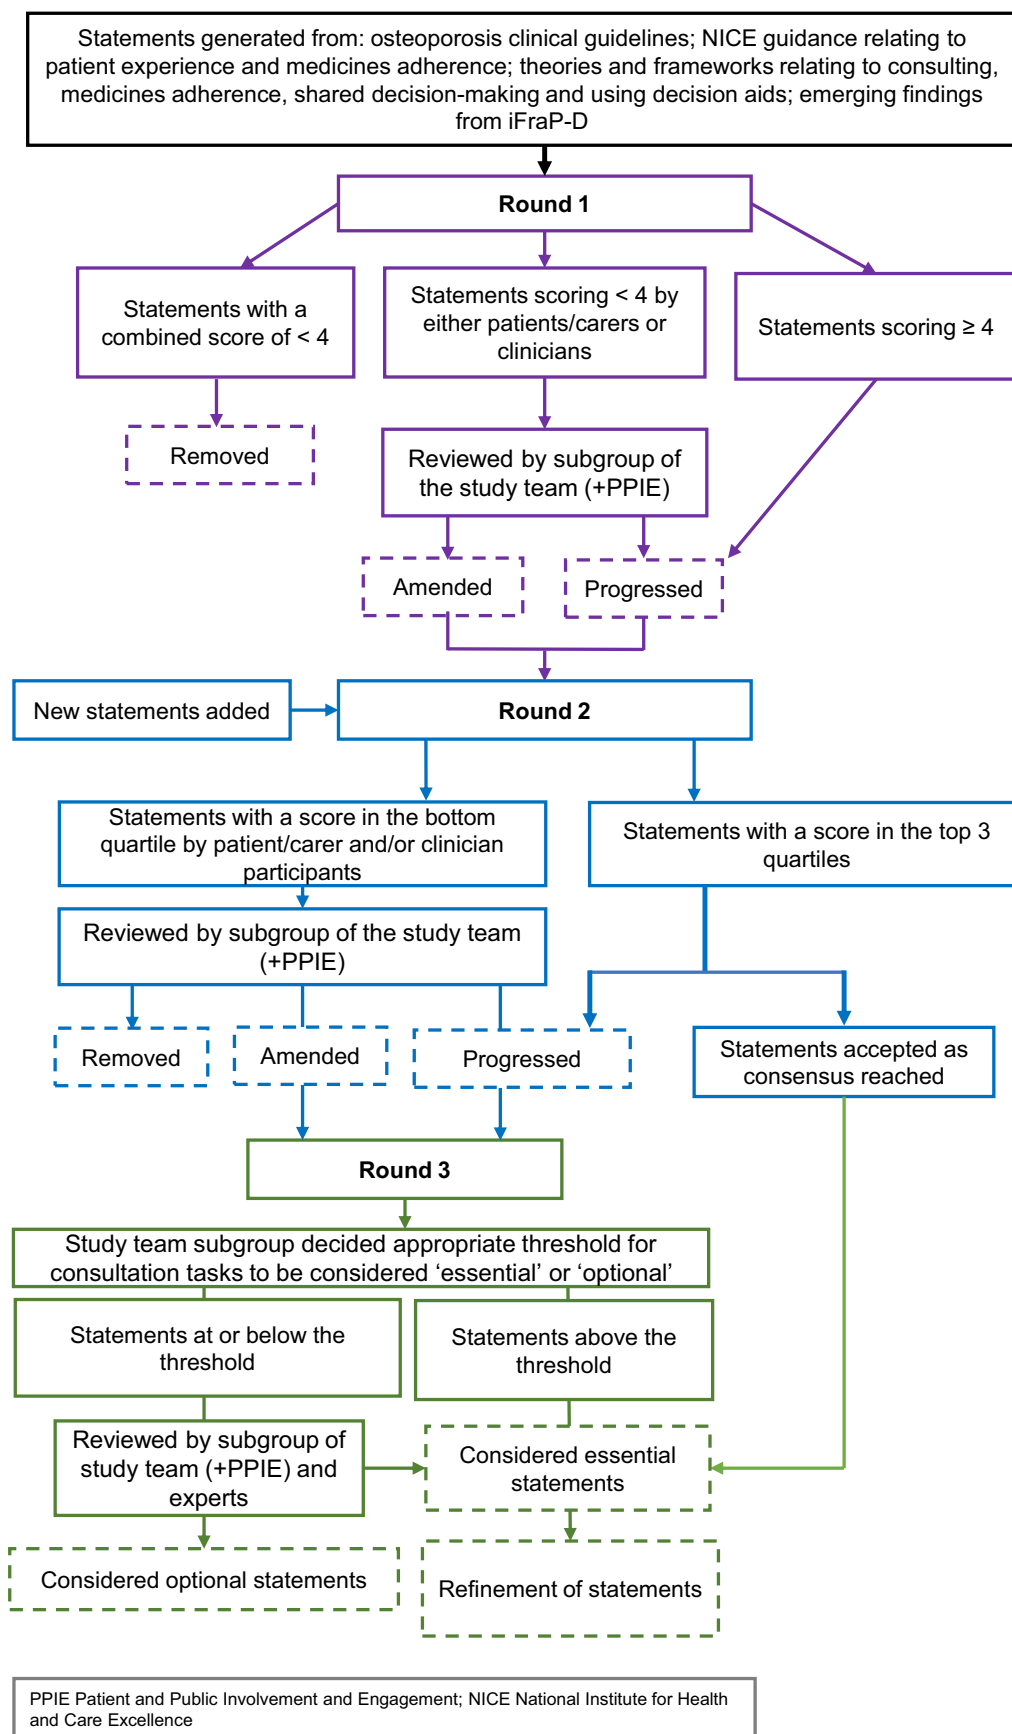 Statements generated from: osteoporosis clinical guidelines; NICE guidance relating to
patient experience and medicines adherence; theories and frameworks relating to consulting,
medicines adherence, shared decision-making and using decision aids; emerging findings
from iFraP-D
Round 1
Statements with a
combined score of < 4
Statements scoring < 4 by
either patients/carers or
clinicians
Statements scoring ≥ 4
Removed
Reviewed by subgroup of
the study team (+PPIE)
Amended
Progressed
New statements added
Round 2
Statements with a score in the bottom
quartile by patient/carer and/or clinician
participants
Statements with a score in the top 3
quartiles
Reviewed by subgroup of the study team
(+PPIE)
Removed
Amended
Progressed
Statements accepted as
consensus reached
Round 3
Study team subgroup decided appropriate threshold for
consultation tasks to be considered ‘essential’ or ‘optional’
Statements at or below the
threshold
Statements above the
threshold
Reviewed by subgroup of
study team (+PPIE) and
experts
Considered essential
statements
Considered optional statements
Refinement of statements
PPIE Patient and Public Involvement and Engagement; NICE National Institute for Health
and Care Excellence